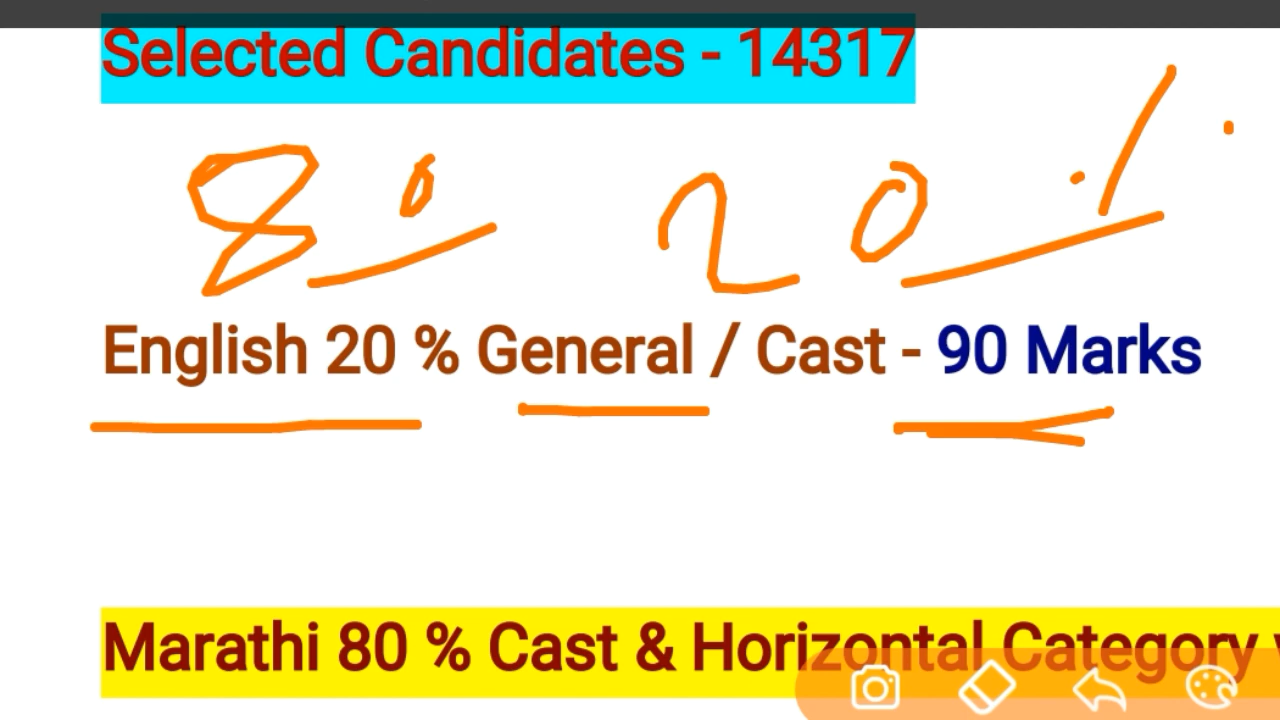 Selected Candidates - 14317
80 20 %
English 20 % General / Cast - 90 Marks
Marathi 80 % Cast & Horizontal Category